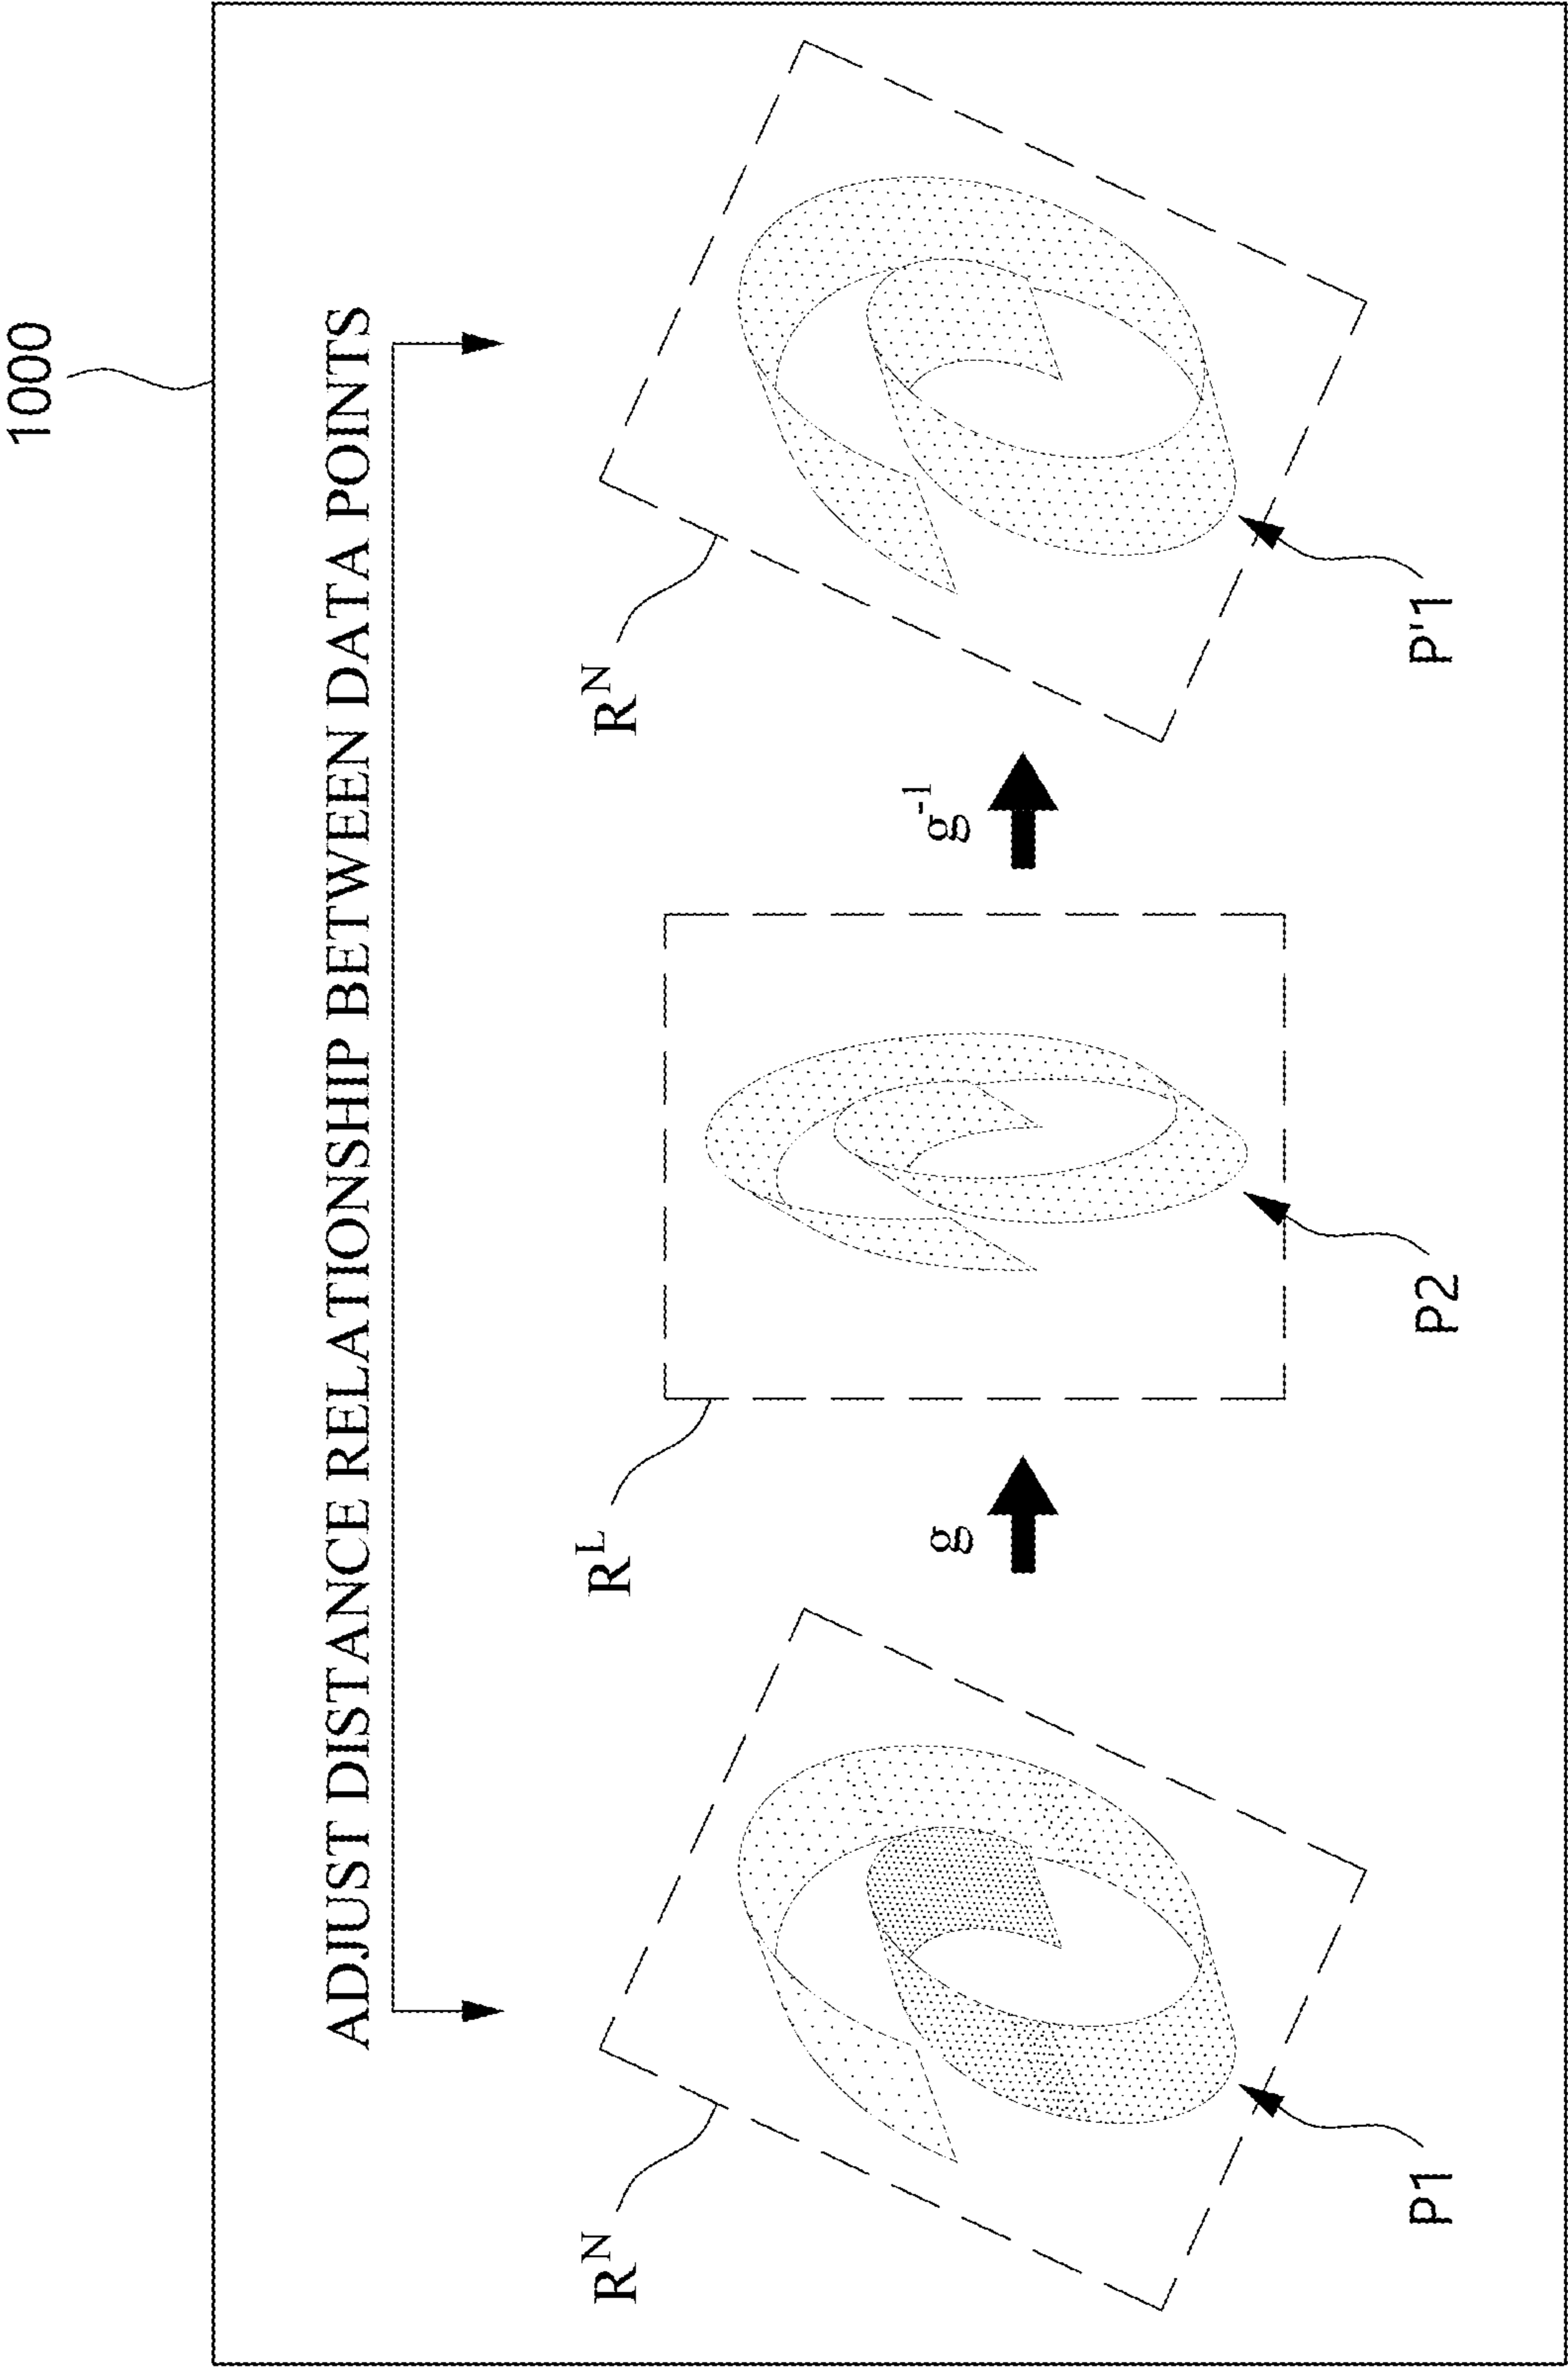 1000
ADJUST DISTANCE RELATIONSHIP BETWEEN DATA POINTS
R^N
R^L
R^N
g
g^-1
P1
P2
P'1